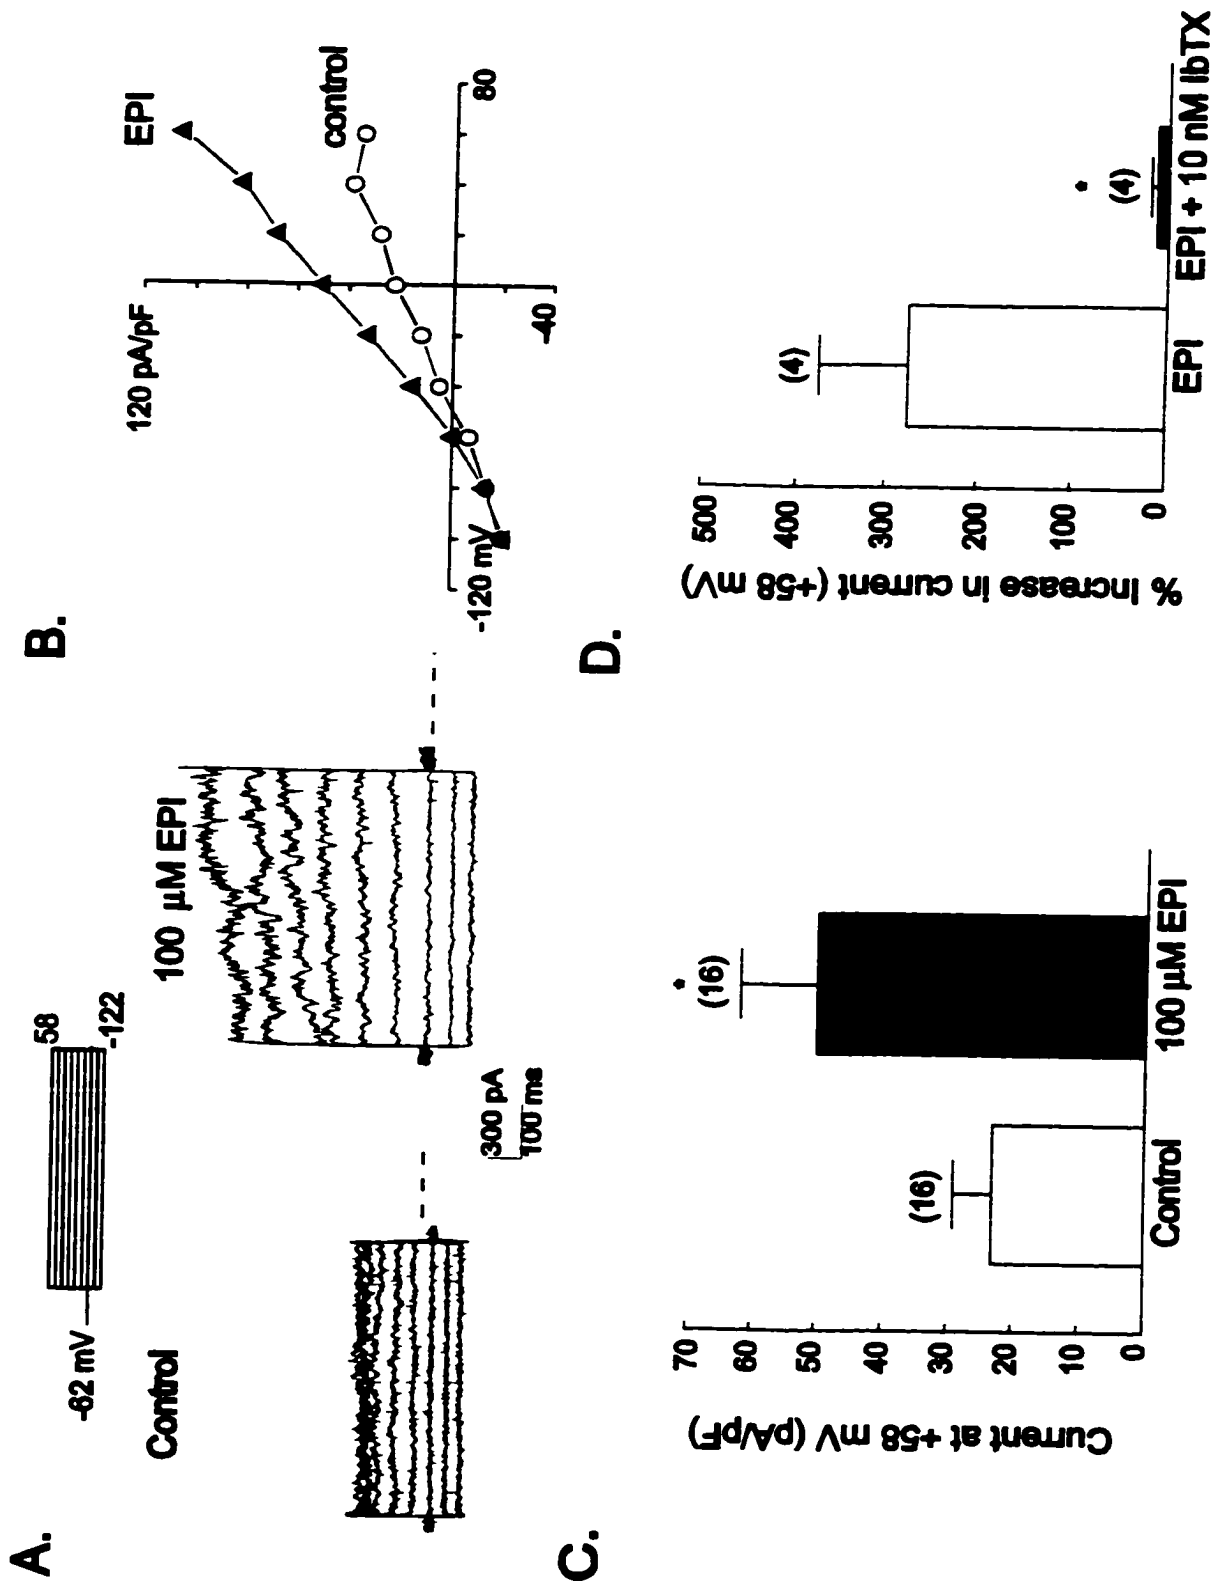 A.
58
-62 mV
-122
Control
100 µM EPI
300 pA
100 ms
B.
120 pA/pF
EPI
control
80
-120 mV
-40
C.
Current at +58 mV (pA/pF)
70
60
50
40
30
20
10
0
(16)
*
(16)
Control
100 µM EPI
D.
% increase in current (+58 mV)
500
400
300
200
100
0
(4)
*
(4)
EPI
EPI + 10 nM IbTX